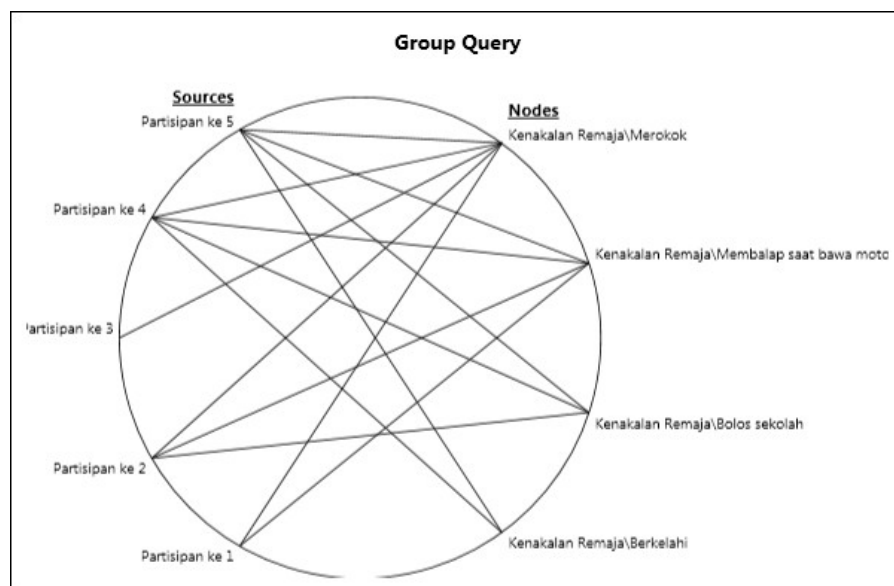 Group Query
Sources
Nodes
Partisipan ke 5
Kenakalan Remaja\Merokok
Partisipan ke 4
Kenakalan Remaja\Membalap saat bawa moto
Partisipan ke 3
Kenakalan Remaja\Bolos sekolah
Partisipan ke 2
Kenakalan Remaja\Berkelahi
Partisipan ke 1